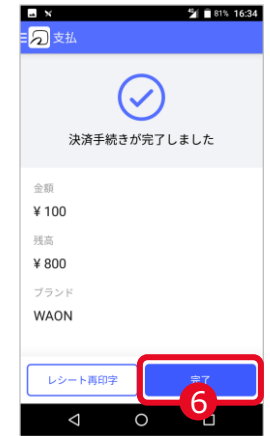 81% 16:34
支払
決済手続きが完了しました
金額
¥ 100
残高
¥ 800
ブランド
WAON
レシート再印字
完了
6